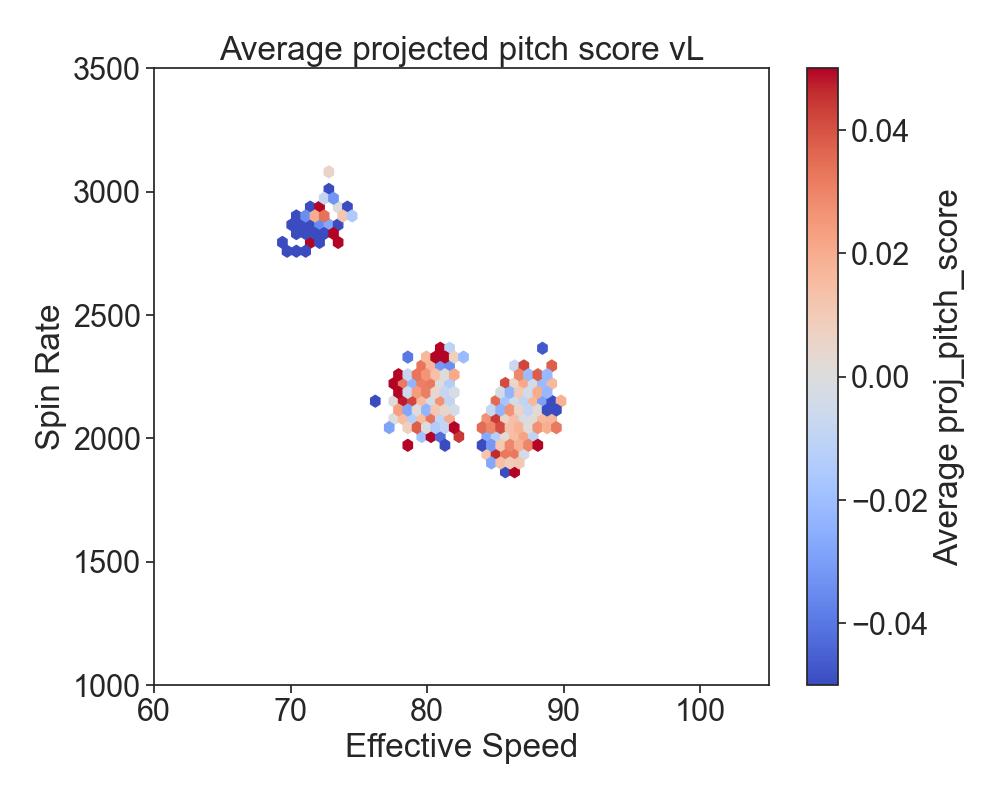 Average projected pitch score vL
3500
3000
2500
2000
1500
1000
Spin Rate
60 70 80 90 100
Effective Speed
0.04
0.02
0.00
−0.02
−0.04
Average proj_pitch_score